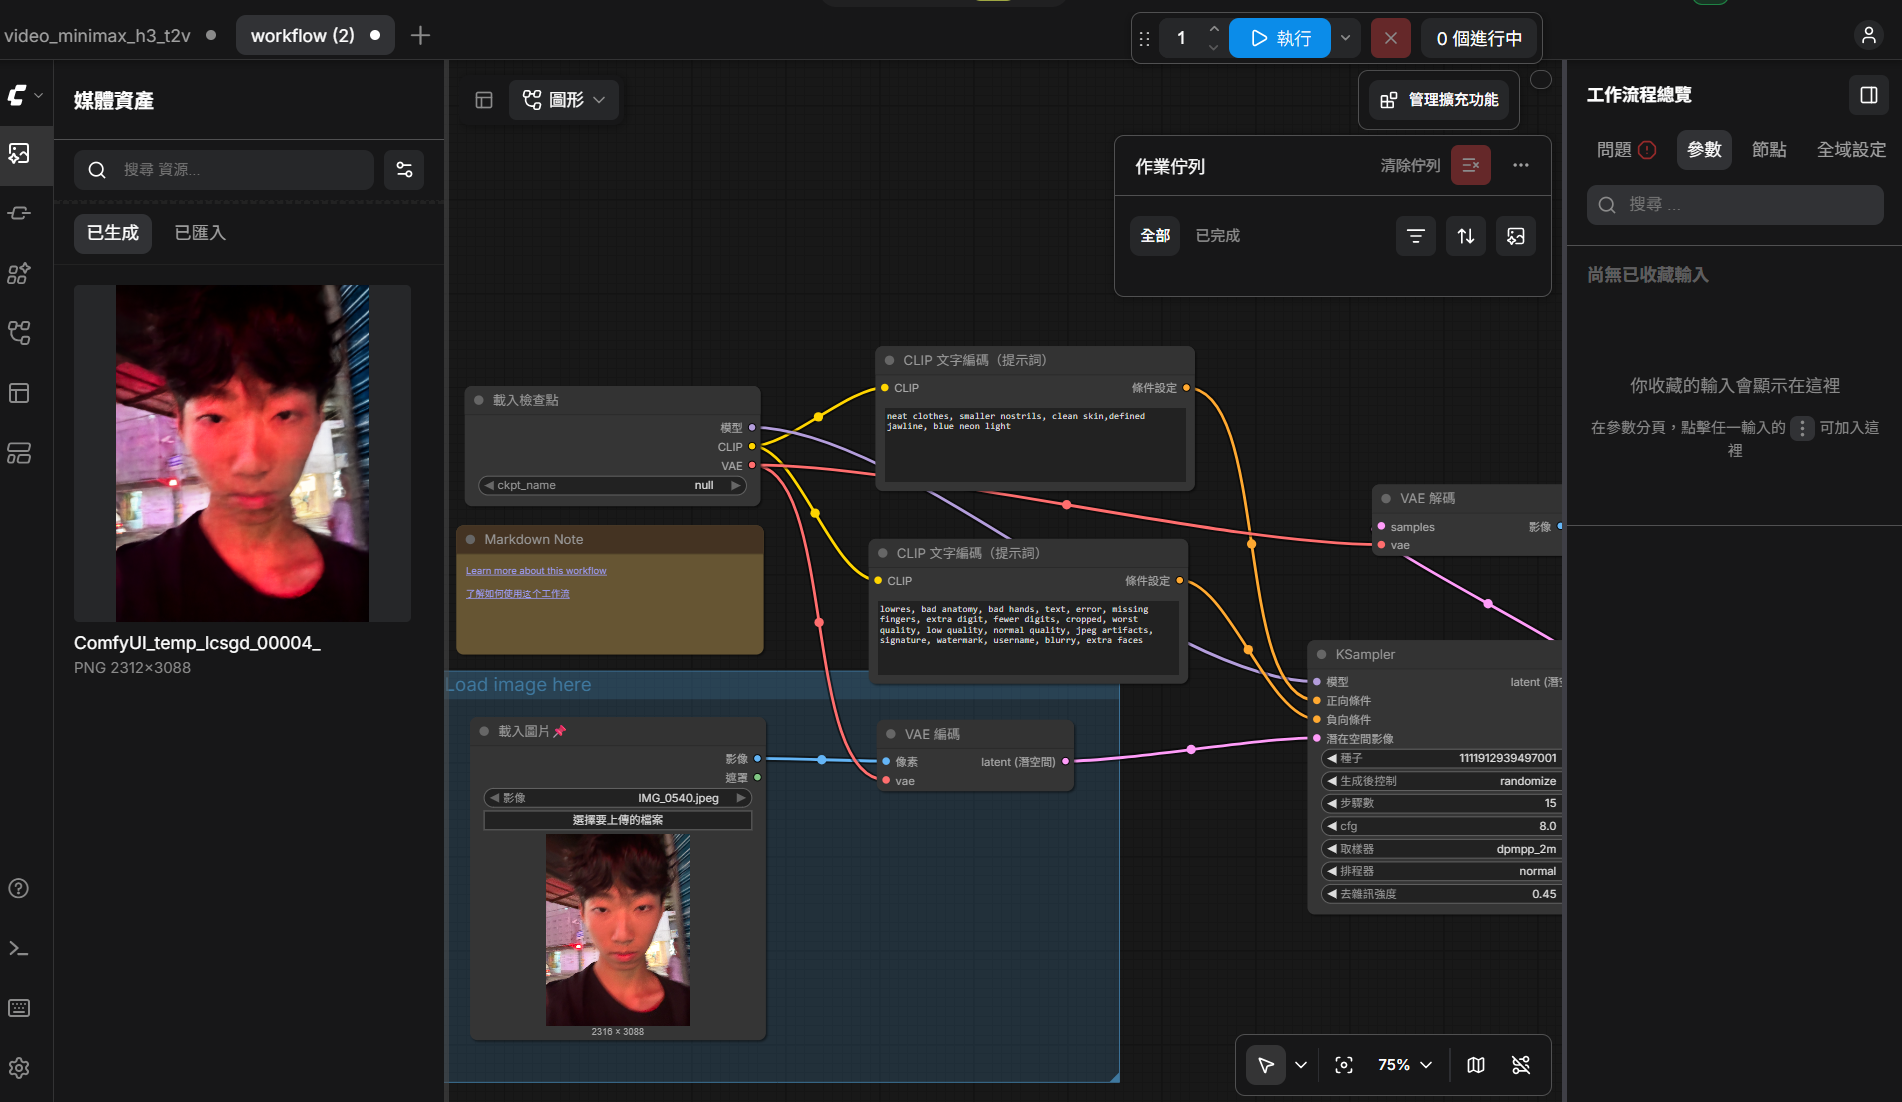 video_minimax_h3_t2v
workflow (2)
1
執行
0 個進行中
媒體資產
圖形
管理擴充功能
工作流程總覽
問題
參數
節點
全域設定
搜尋 資源...
作業佇列
清除佇列
搜尋 ...
已生成
已匯入
全部
已完成
尚無已收藏輸入
你收藏的輸入會顯示在這裡
在參數分頁，點擊任一輸入的 ⋮ 可加入這
裡
ComfyUI_temp_lcsgd_00004_
PNG 2312×3088
載入檢查點
模型
CLIP
VAE
ckpt_name
null
CLIP 文字編碼（提示詞）
CLIP
條件設定
neat clothes, smaller nostrils, clean skin,defined
jawline, blue neon light
Markdown Note
Learn more about this workflow
了解如何使用这个工作流
CLIP 文字編碼（提示詞）
CLIP
條件設定
lowres, bad anatomy, bad hands, text, error, missing
fingers, extra digit, fewer digits, cropped, worst
quality, low quality, normal quality, jpeg artifacts,
signature, watermark, username, blurry, extra faces
VAE 解碼
samples
影像
vae
Load image here
載入圖片📌
影像
遮罩
影像
IMG_0540.jpeg
選擇要上傳的檔案
2316 × 3088
VAE 編碼
像素
latent (潛空間)
vae
KSampler
模型
latent (潛空
正向條件
負向條件
潛在空間影像
種子
1111912939497001
生成後控制
randomize
步驟數
15
cfg
8.0
取樣器
dpmpp_2m
排程器
normal
去雜訊強度
0.45
75%